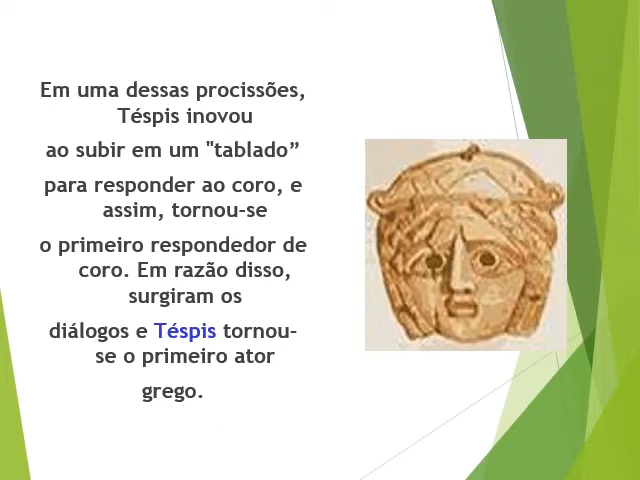 Em uma dessas procissões,
Téspis inovou
ao subir em um "tablado”
para responder ao coro, e
assim, tornou-se
o primeiro respondedor de
coro. Em razão disso,
surgiram os
diálogos e Téspis tornou-
se o primeiro ator
grego.